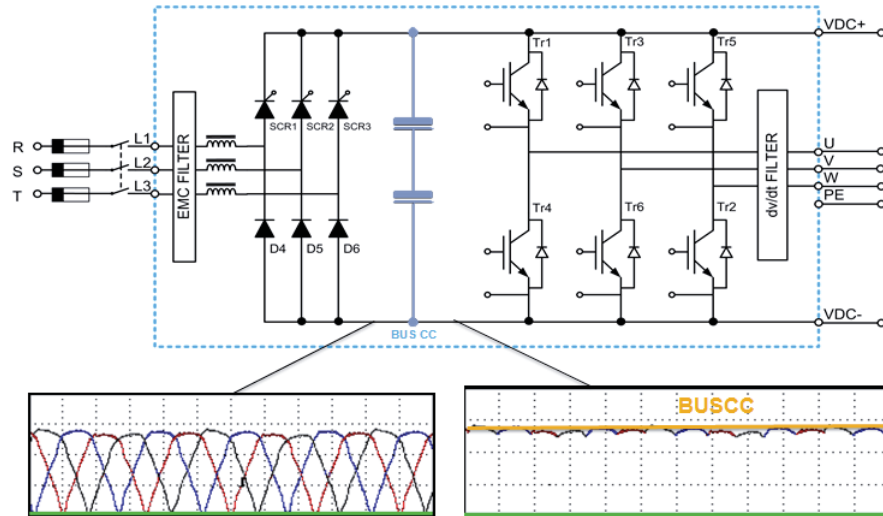 VDC+
Tr1
Tr3
Tr5
SCR1
SCR2
SCR3
EMC FILTER
R
L1
S
L2
T
L3
U
V
W
PE
dv/dt FILTER
Tr4
Tr6
Tr2
D4
D5
D6
BUS CC
VDC-
BUSCC